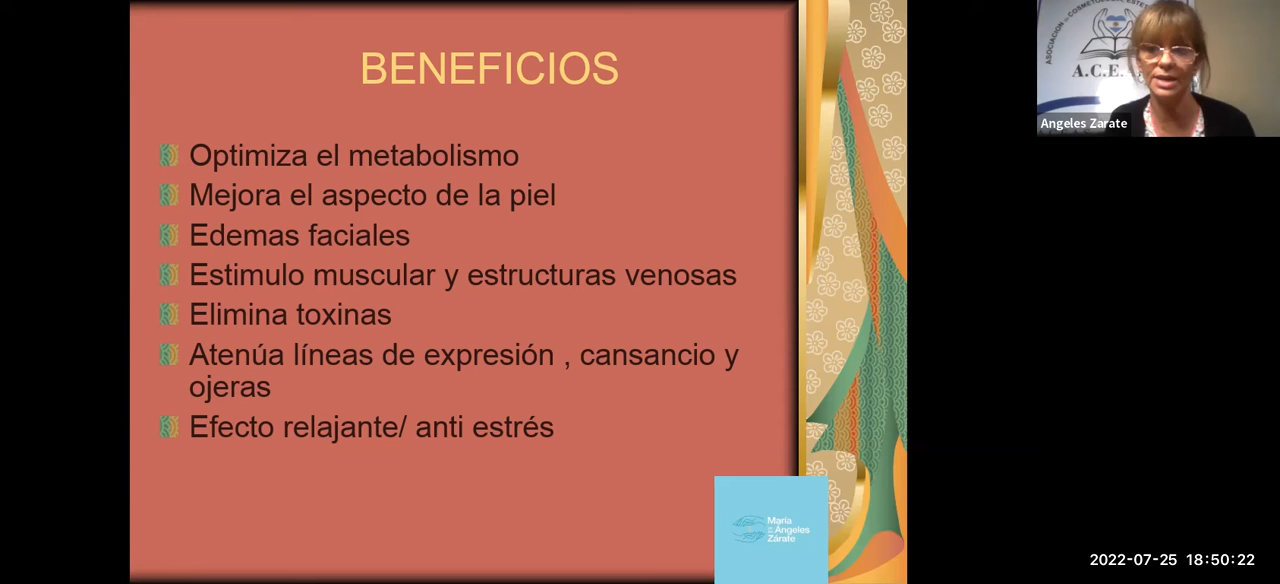 BENEFICIOS
Optimiza el metabolismo
Mejora el aspecto de la piel
Edemas faciales
Estimulo muscular y estructuras venosas
Elimina toxinas
Atenúa líneas de expresión , cansancio y
ojeras
Efecto relajante/ anti estrés
María
Ángeles
Zárate
A.C.E.
Angeles Zarate
2022-07-25 18:50:22